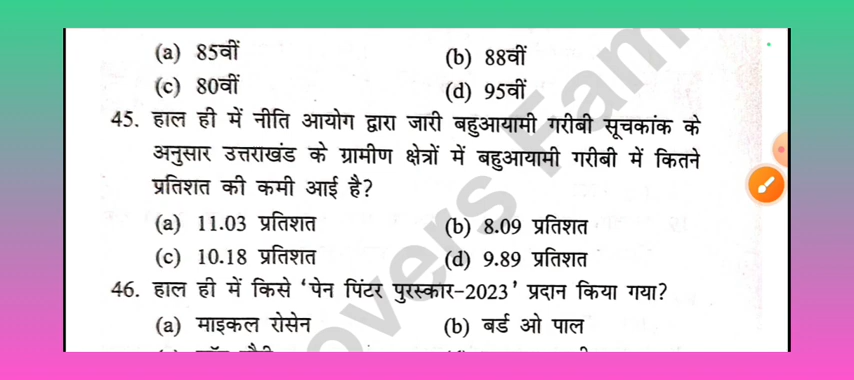 (a) 85वीं (b) 88वीं
(c) 80वीं (d) 95वीं
45. हाल ही में नीति आयोग द्वारा जारी बहुआयामी गरीबी सूचकांक के
अनुसार उत्तराखंड के ग्रामीण क्षेत्रों में बहुआयामी गरीबी में कितने
प्रतिशत की कमी आई है?
(a) 11.03 प्रतिशत (b) 8.09 प्रतिशत
(c) 10.18 प्रतिशत (d) 9.89 प्रतिशत
46. हाल ही में किसे ‘पेन पिंटर पुरस्कार-2023’ प्रदान किया गया?
(a) माइकल रोसेन (b) बर्ड ओ पाल